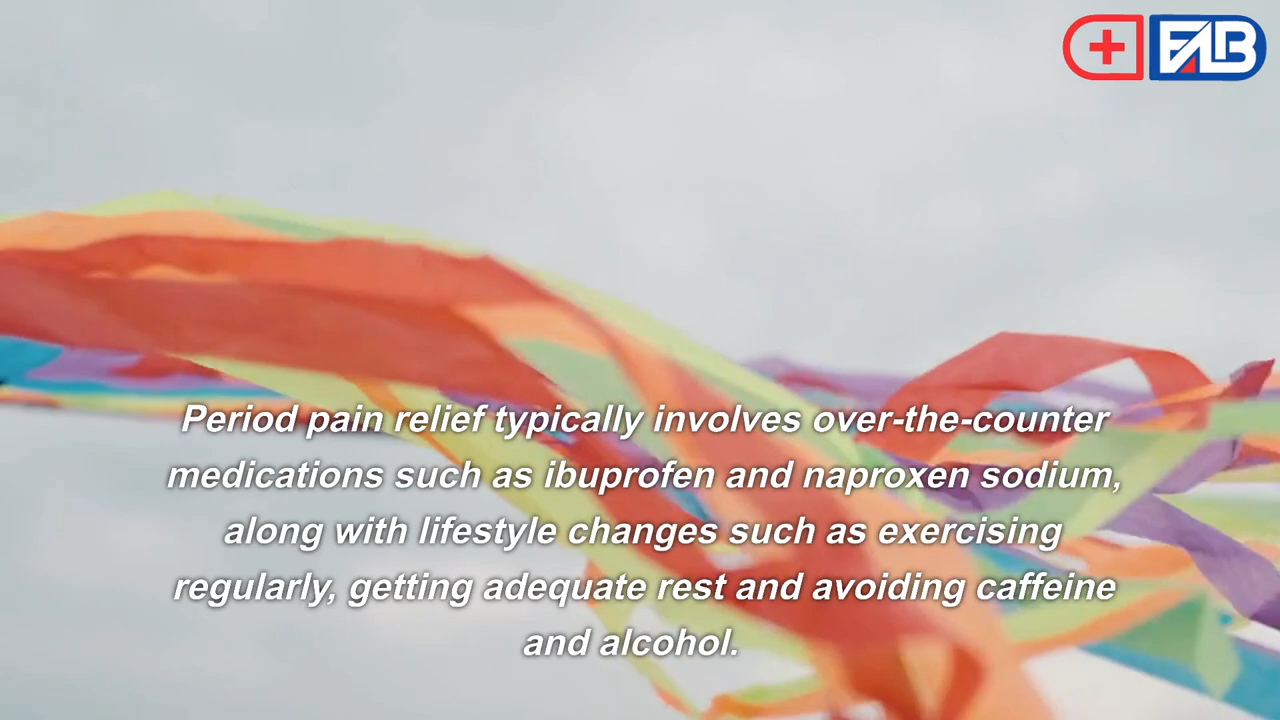 FAB
Period pain relief typically involves over-the-counter
medications such as ibuprofen and naproxen sodium,
along with lifestyle changes such as exercising
regularly, getting adequate rest and avoiding caffeine
and alcohol.